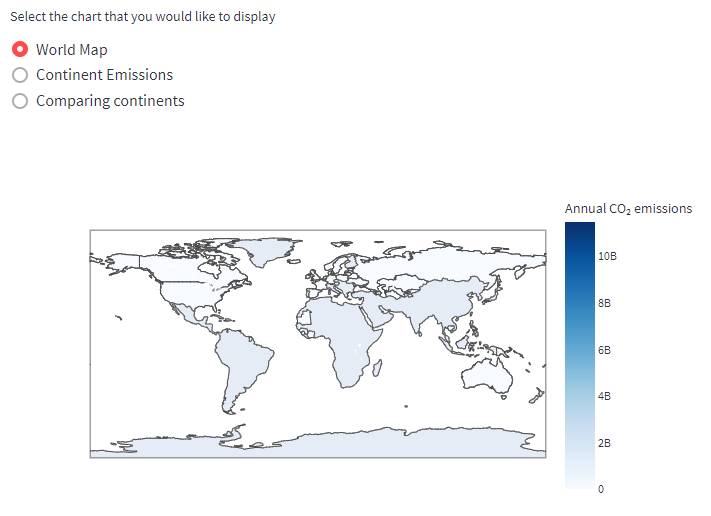 Select the chart that you would like to display
World Map
Continent Emissions
Comparing continents
Annual CO₂ emissions
10B
8B
6B
4B
2B
0